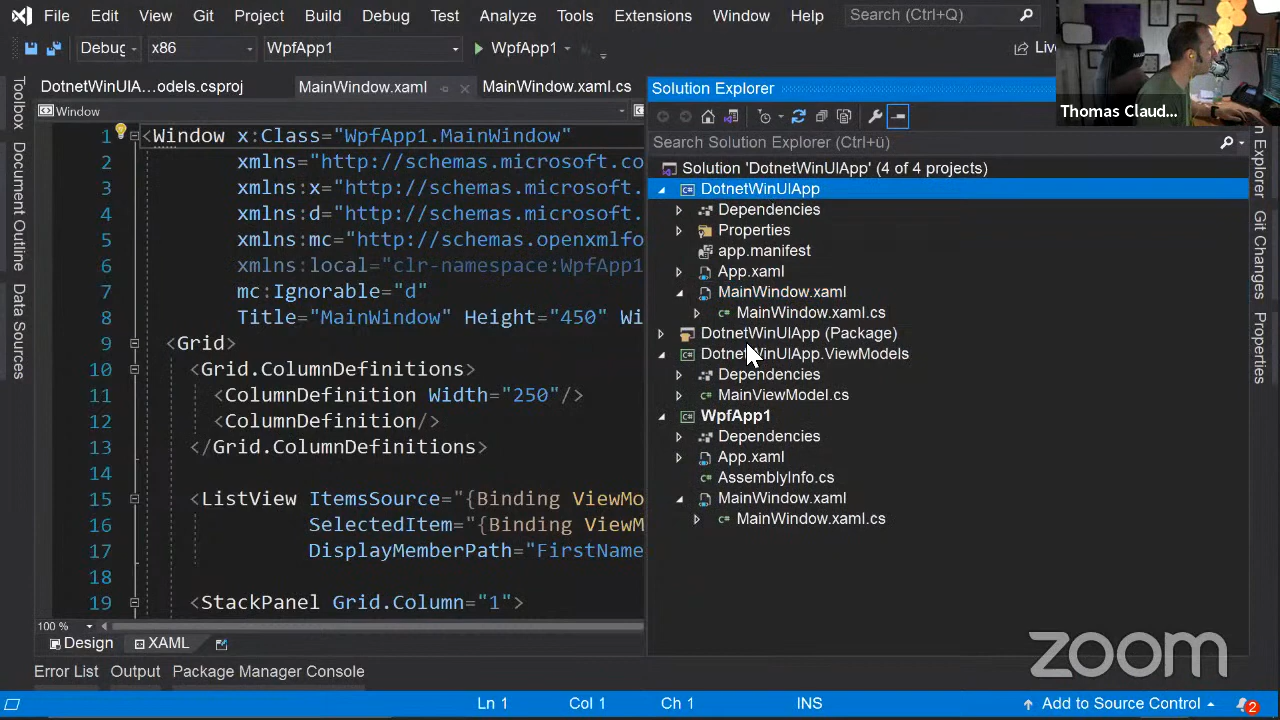 File Edit View Git Project Build Debug Test Analyze Tools Extensions Window Help Search (Ctrl+Q)
Debug x86 WpfApp1 WpfApp1 Live
Thomas Claud...
DotnetWinUIA...odels.csproj MainWindow.xaml MainWindow.xaml.cs
Window
1 <Window x:Class="WpfApp1.MainWindow"
2 xmlns="http://schemas.microsoft.co
3 xmlns:x="http://schemas.microsoft.
4 xmlns:d="http://schemas.microsoft.
5 xmlns:mc="http://schemas.openxmlfo
6 xmlns:local="clr-namespace:WpfApp1
7 mc:Ignorable="d"
8 Title="MainWindow" Height="450" Wi
9 <Grid>
10 <Grid.ColumnDefinitions>
11 <ColumnDefinition Width="250"/>
12 <ColumnDefinition/>
13 </Grid.ColumnDefinitions>
14
15 <ListView ItemsSource="{Binding ViewMo
16 SelectedItem="{Binding ViewM
17 DisplayMemberPath="FirstName
18
19 <StackPanel Grid.Column="1">
100 %
Design XAML
Solution Explorer
Search Solution Explorer (Ctrl+ü)
Solution 'DotnetWinUIApp' (4 of 4 projects)
DotnetWinUIApp
Dependencies
Properties
app.manifest
App.xaml
MainWindow.xaml
MainWindow.xaml.cs
DotnetWinUIApp (Package)
DotnetWinUIApp.ViewModels
Dependencies
MainViewModel.cs
WpfApp1
Dependencies
App.xaml
AssemblyInfo.cs
MainWindow.xaml
MainWindow.xaml.cs
Toolbox
Document Outline
Data Sources
Explorer
Git Changes
Properties
zoom
Error List Output Package Manager Console
Ln 1 Col 1 Ch 1 INS Add to Source Control 2